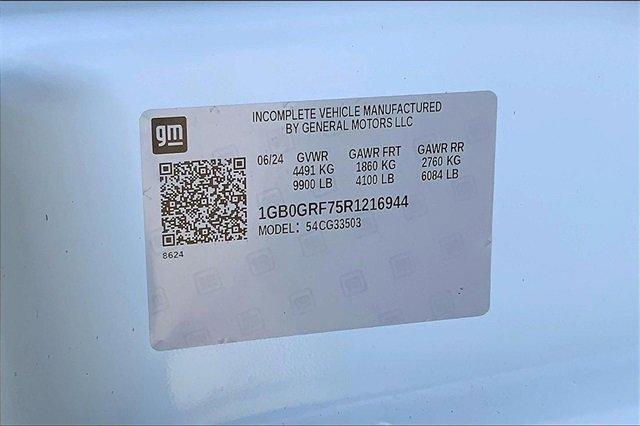 gm
INCOMPLETE VEHICLE MANUFACTURED
BY GENERAL MOTORS LLC
06/24 GVWR GAWR FRT GAWR RR
4491 KG 1860 KG 2760 KG
9900 LB 4100 LB 6084 LB
1GB0GRF75R1216944
MODEL: 54CG33503
8624